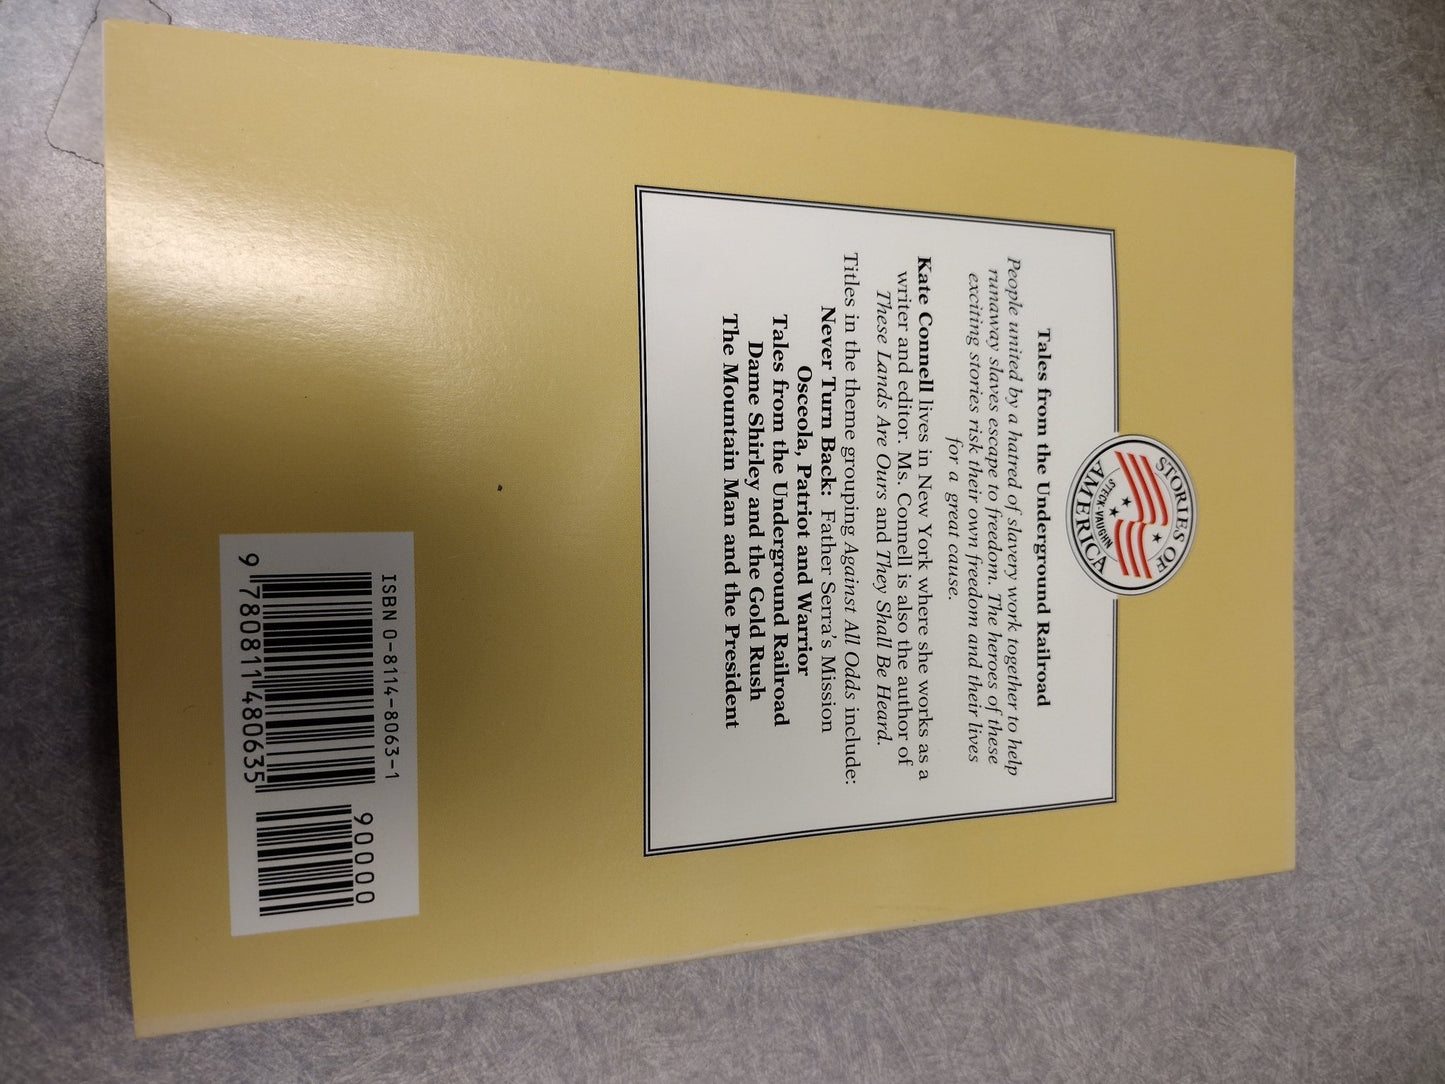 STORIES OF
AMERICA
STECK-VAUGHN
Tales from the Underground Railroad
People united by a hatred of slavery work together to help
runaway slaves escape to freedom. The heroes of these
exciting stories risk their own freedom and their lives
for a great cause.
Kate Connell lives in New York where she works as a
writer and editor. Ms. Connell is also the author of
These Lands Are Ours and They Shall Be Heard.
Titles in the theme grouping Against All Odds include:
Never Turn Back: Father Serra's Mission
Osceola, Patriot and Warrior
Tales from the Underground Railroad
Dame Shirley and the Gold Rush
The Mountain Man and the President
ISBN 0-8114-8063-1
90000
9 780811 480635